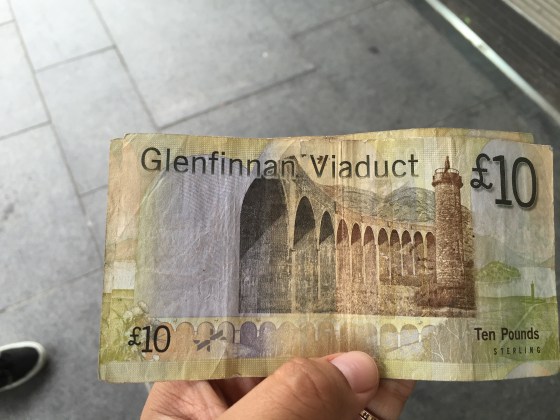 Glenfinnan Viaduct
£10
£10
Ten Pounds
STERLING